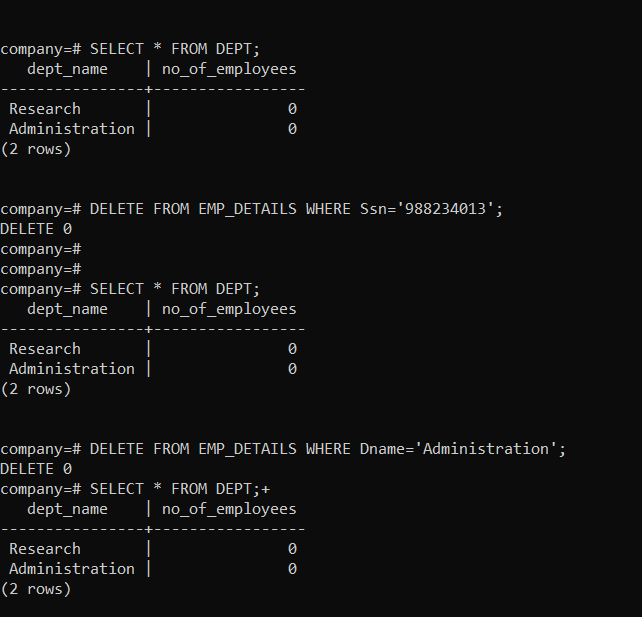 company=# SELECT * FROM DEPT;
   dept_name    | no_of_employees
----------------+-----------------
 Research       |               0
 Administration |               0
(2 rows)
company=# DELETE FROM EMP_DETAILS WHERE Ssn='988234013';
DELETE 0
company=#
company=#
company=# SELECT * FROM DEPT;
   dept_name    | no_of_employees
----------------+-----------------
 Research       |               0
 Administration |               0
(2 rows)
company=# DELETE FROM EMP_DETAILS WHERE Dname='Administration';
DELETE 0
company=# SELECT * FROM DEPT;+
   dept_name    | no_of_employees
----------------+-----------------
 Research       |               0
 Administration |               0
(2 rows)